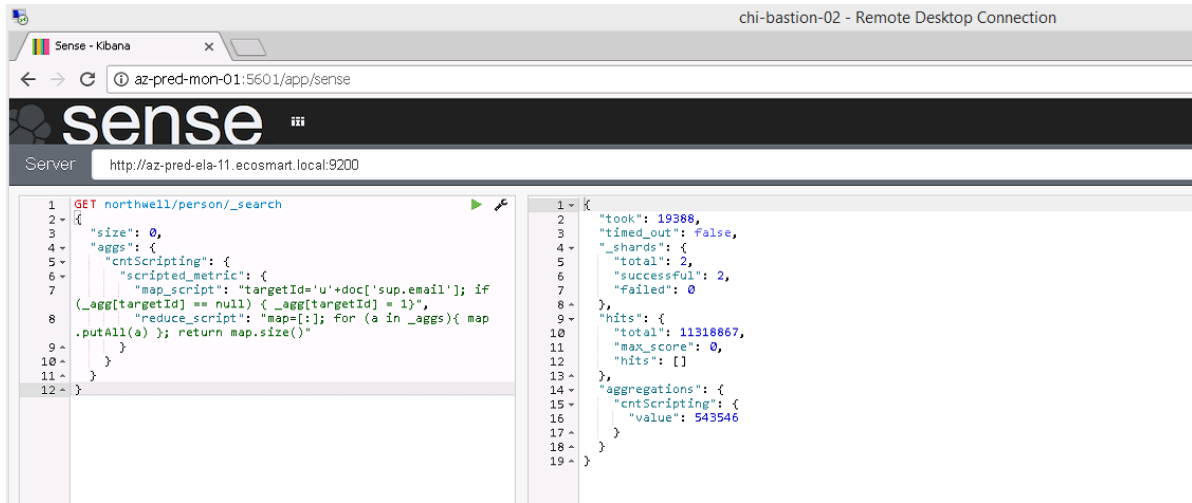 chi-bastion-02 - Remote Desktop Connection
Sense - Kibana
az-pred-mon-01:5601/app/sense
sense
Server http://az-pred-ela-11.ecosmart.local:9200
1 GET northwell/person/_search
2 {
3 "size": 0,
4 "aggs": {
5 "cntScripting": {
6 "scripted_metric": {
7 "map_script": "targetId='u'+doc['sup.email']; if
(_agg[targetId] == null) { _agg[targetId] = 1}",
8 "reduce_script": "map=[:]; for (a in _aggs){ map
.putAll(a) }; return map.size()"
9 }
10 }
11 }
12 }
1 {
2 "took": 19388,
3 "timed_out": false,
4 "_shards": {
5 "total": 2,
6 "successful": 2,
7 "failed": 0
8 },
9 "hits": {
10 "total": 11318867,
11 "max_score": 0,
12 "hits": []
13 },
14 "aggregations": {
15 "cntScripting": {
16 "value": 543546
17 }
18 }
19 }